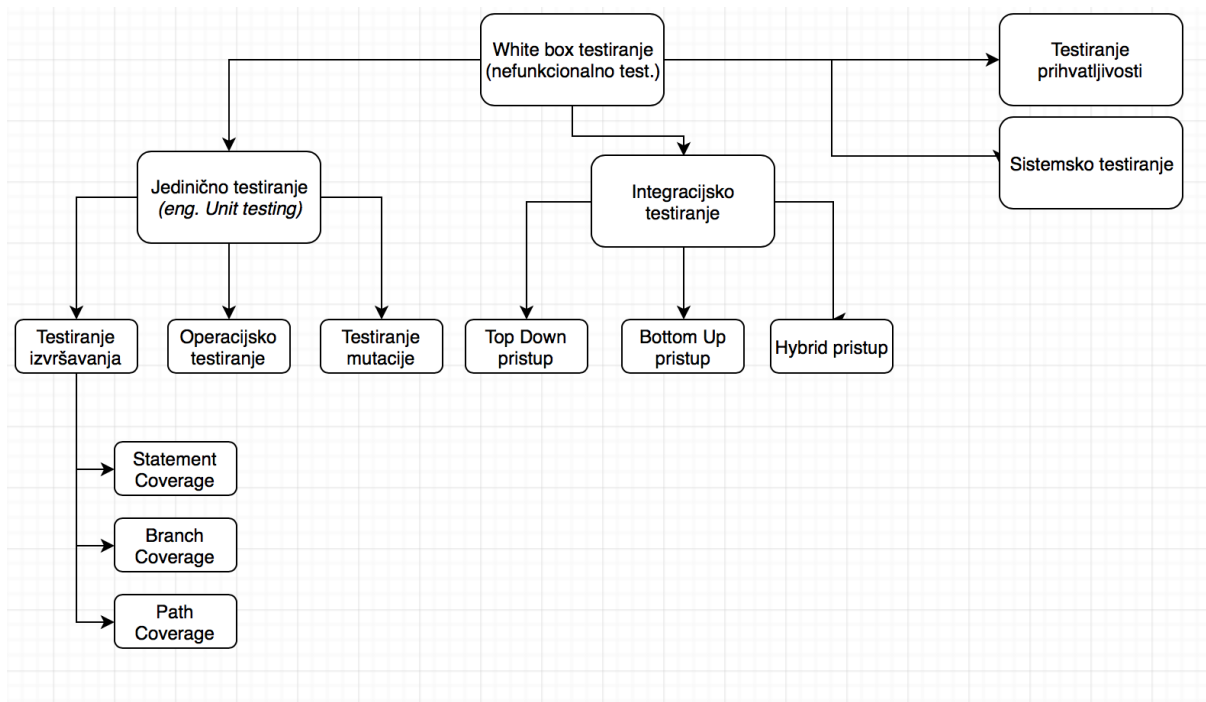 White box testiranje
(nefunkcionalno test.)
Testiranje
prihvatljivosti
Sistemsko testiranje
Jedinično testiranje
(eng. Unit testing)
Integracijsko
testiranje
Testiranje
izvršavanja
Operacijsko
testiranje
Testiranje
mutacije
Top Down
pristup
Bottom Up
pristup
Hybrid pristup
Statement
Coverage
Branch
Coverage
Path
Coverage